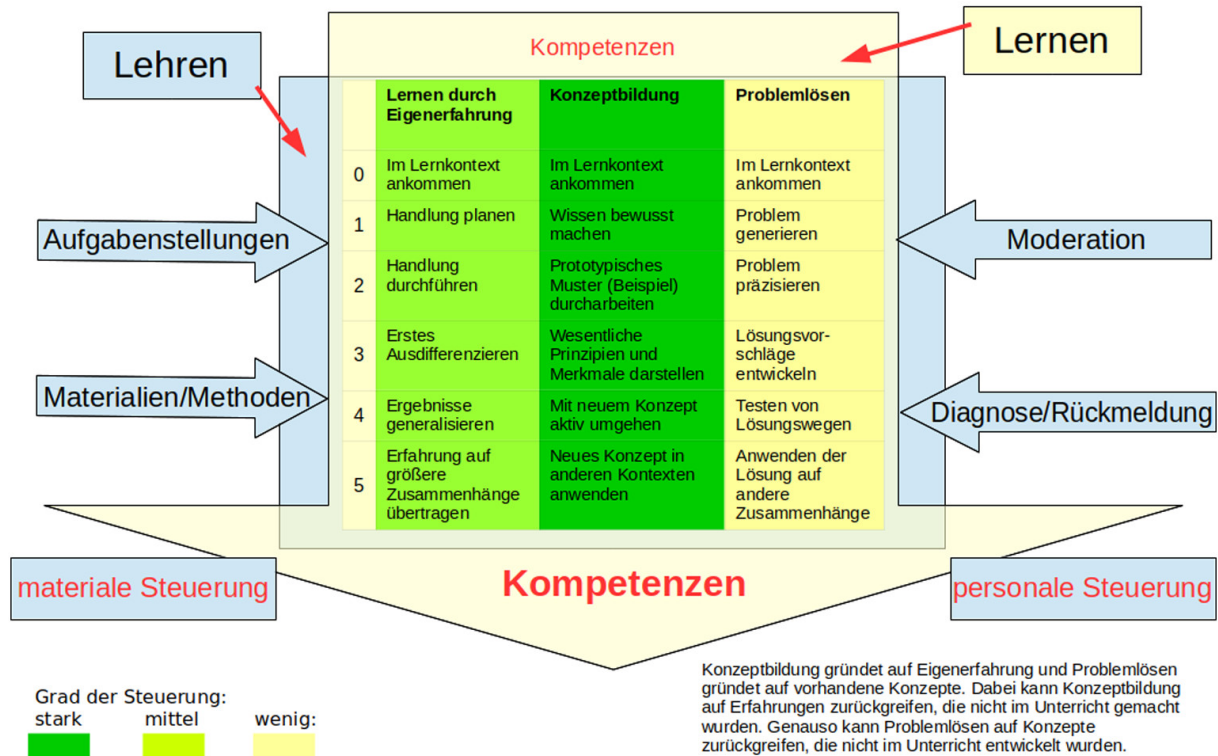 Kompetenzen
Lehren
Lernen
Lernen durch
Eigenerfahrung
Konzeptbildung
Problemlösen
0
Im Lernkontext
ankommen
Im Lernkontext
ankommen
Im Lernkontext
ankommen
1
Handlung planen
Wissen bewusst
machen
Problem
generieren
2
Handlung
durchführen
Prototypisches
Muster (Beispiel)
durcharbeiten
Problem
präzisieren
3
Erstes
Ausdifferenzieren
Wesentliche
Prinzipien und
Merkmale darstellen
Lösungsvor-
schläge
entwickeln
4
Ergebnisse
generalisieren
Mit neuem Konzept
aktiv umgehen
Testen von
Lösungswegen
5
Erfahrung auf
größere
Zusammenhänge
übertragen
Neues Konzept in
anderen Kontexten
anwenden
Anwenden der
Lösung auf
andere
Zusammenhänge
Aufgabenstellungen
Moderation
Materialien/Methoden
Diagnose/Rückmeldung
materiale Steuerung
Kompetenzen
personale Steuerung
Grad der Steuerung:
stark mittel wenig:
Konzeptbildung gründet auf Eigenerfahrung und Problemlösen
gründet auf vorhandene Konzepte. Dabei kann Konzeptbildung
auf Erfahrungen zurückgreifen, die nicht im Unterricht gemacht
wurden. Genauso kann Problemlösen auf Konzepte
zurückgreifen, die nicht im Unterricht entwickelt wurden.